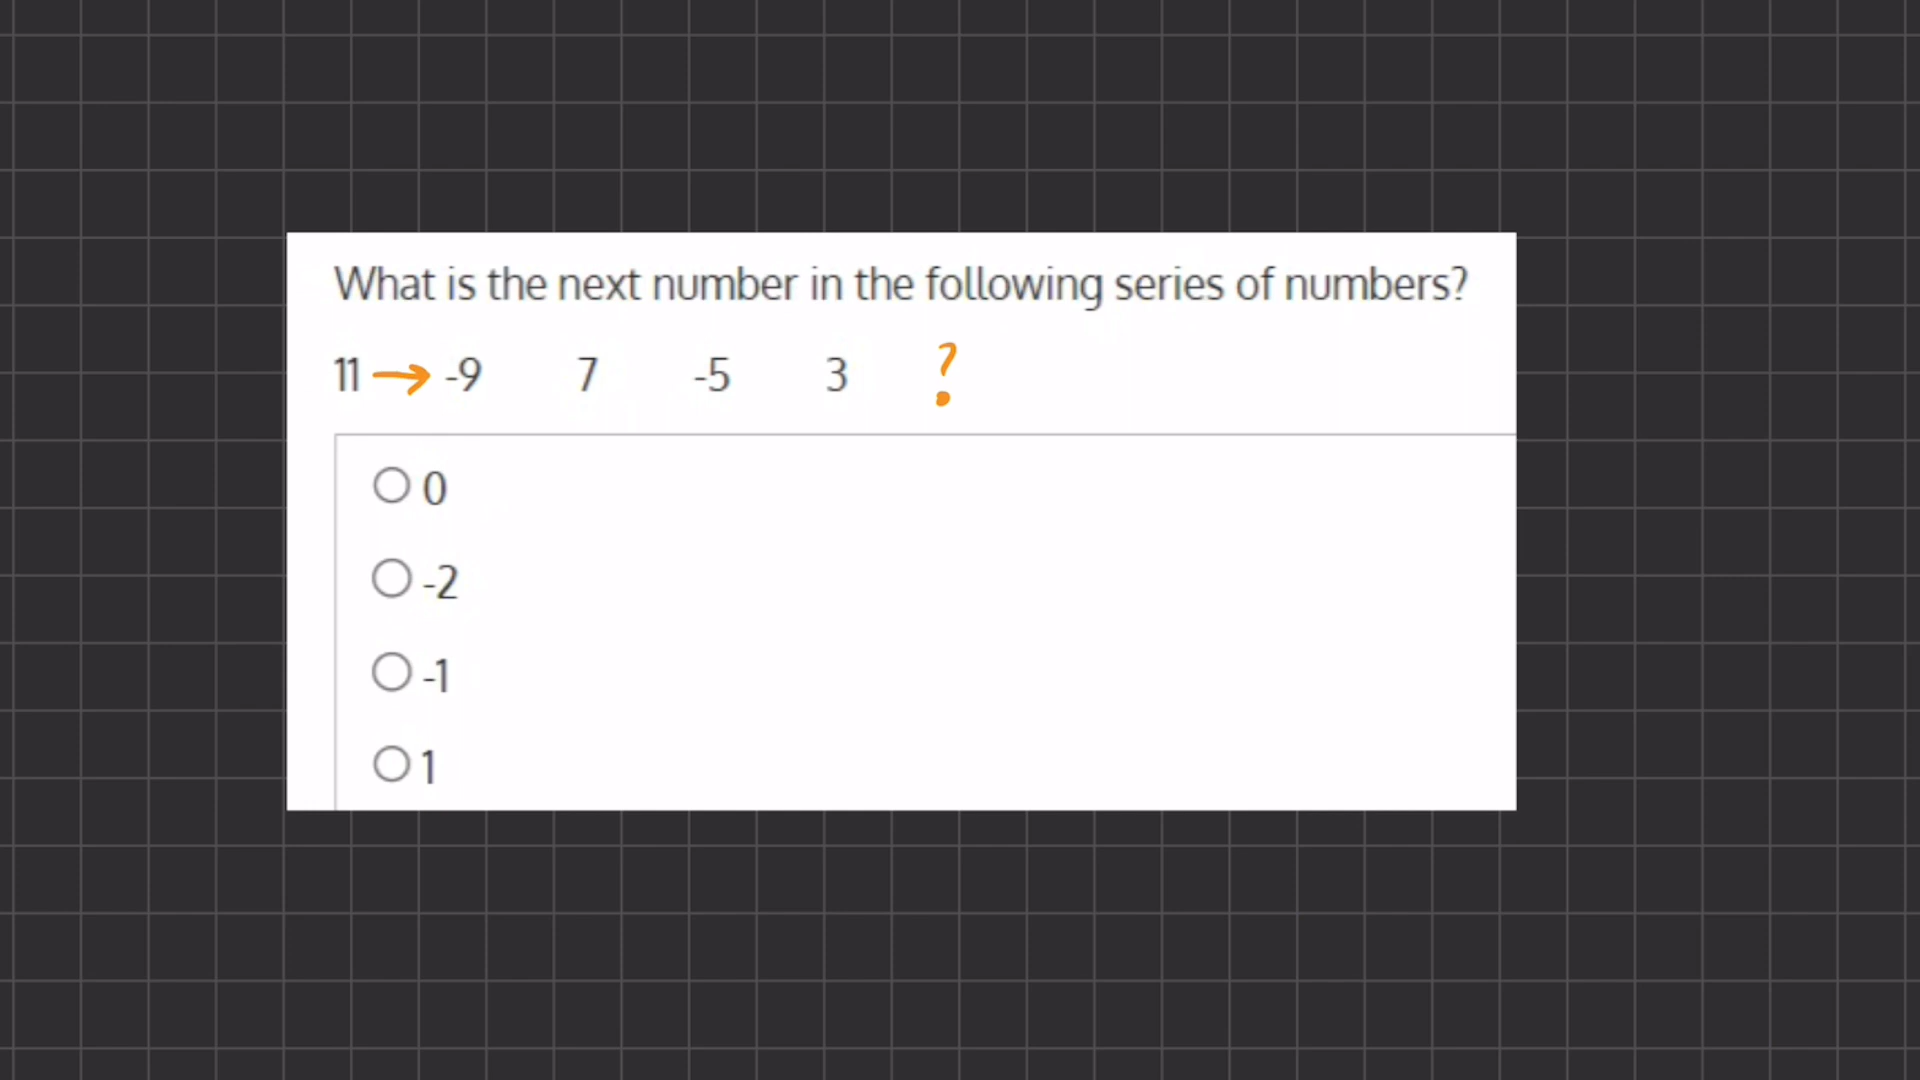 What is the next number in the following series of numbers?
11 → -9 7 -5 3 ?
0
-2
-1
1